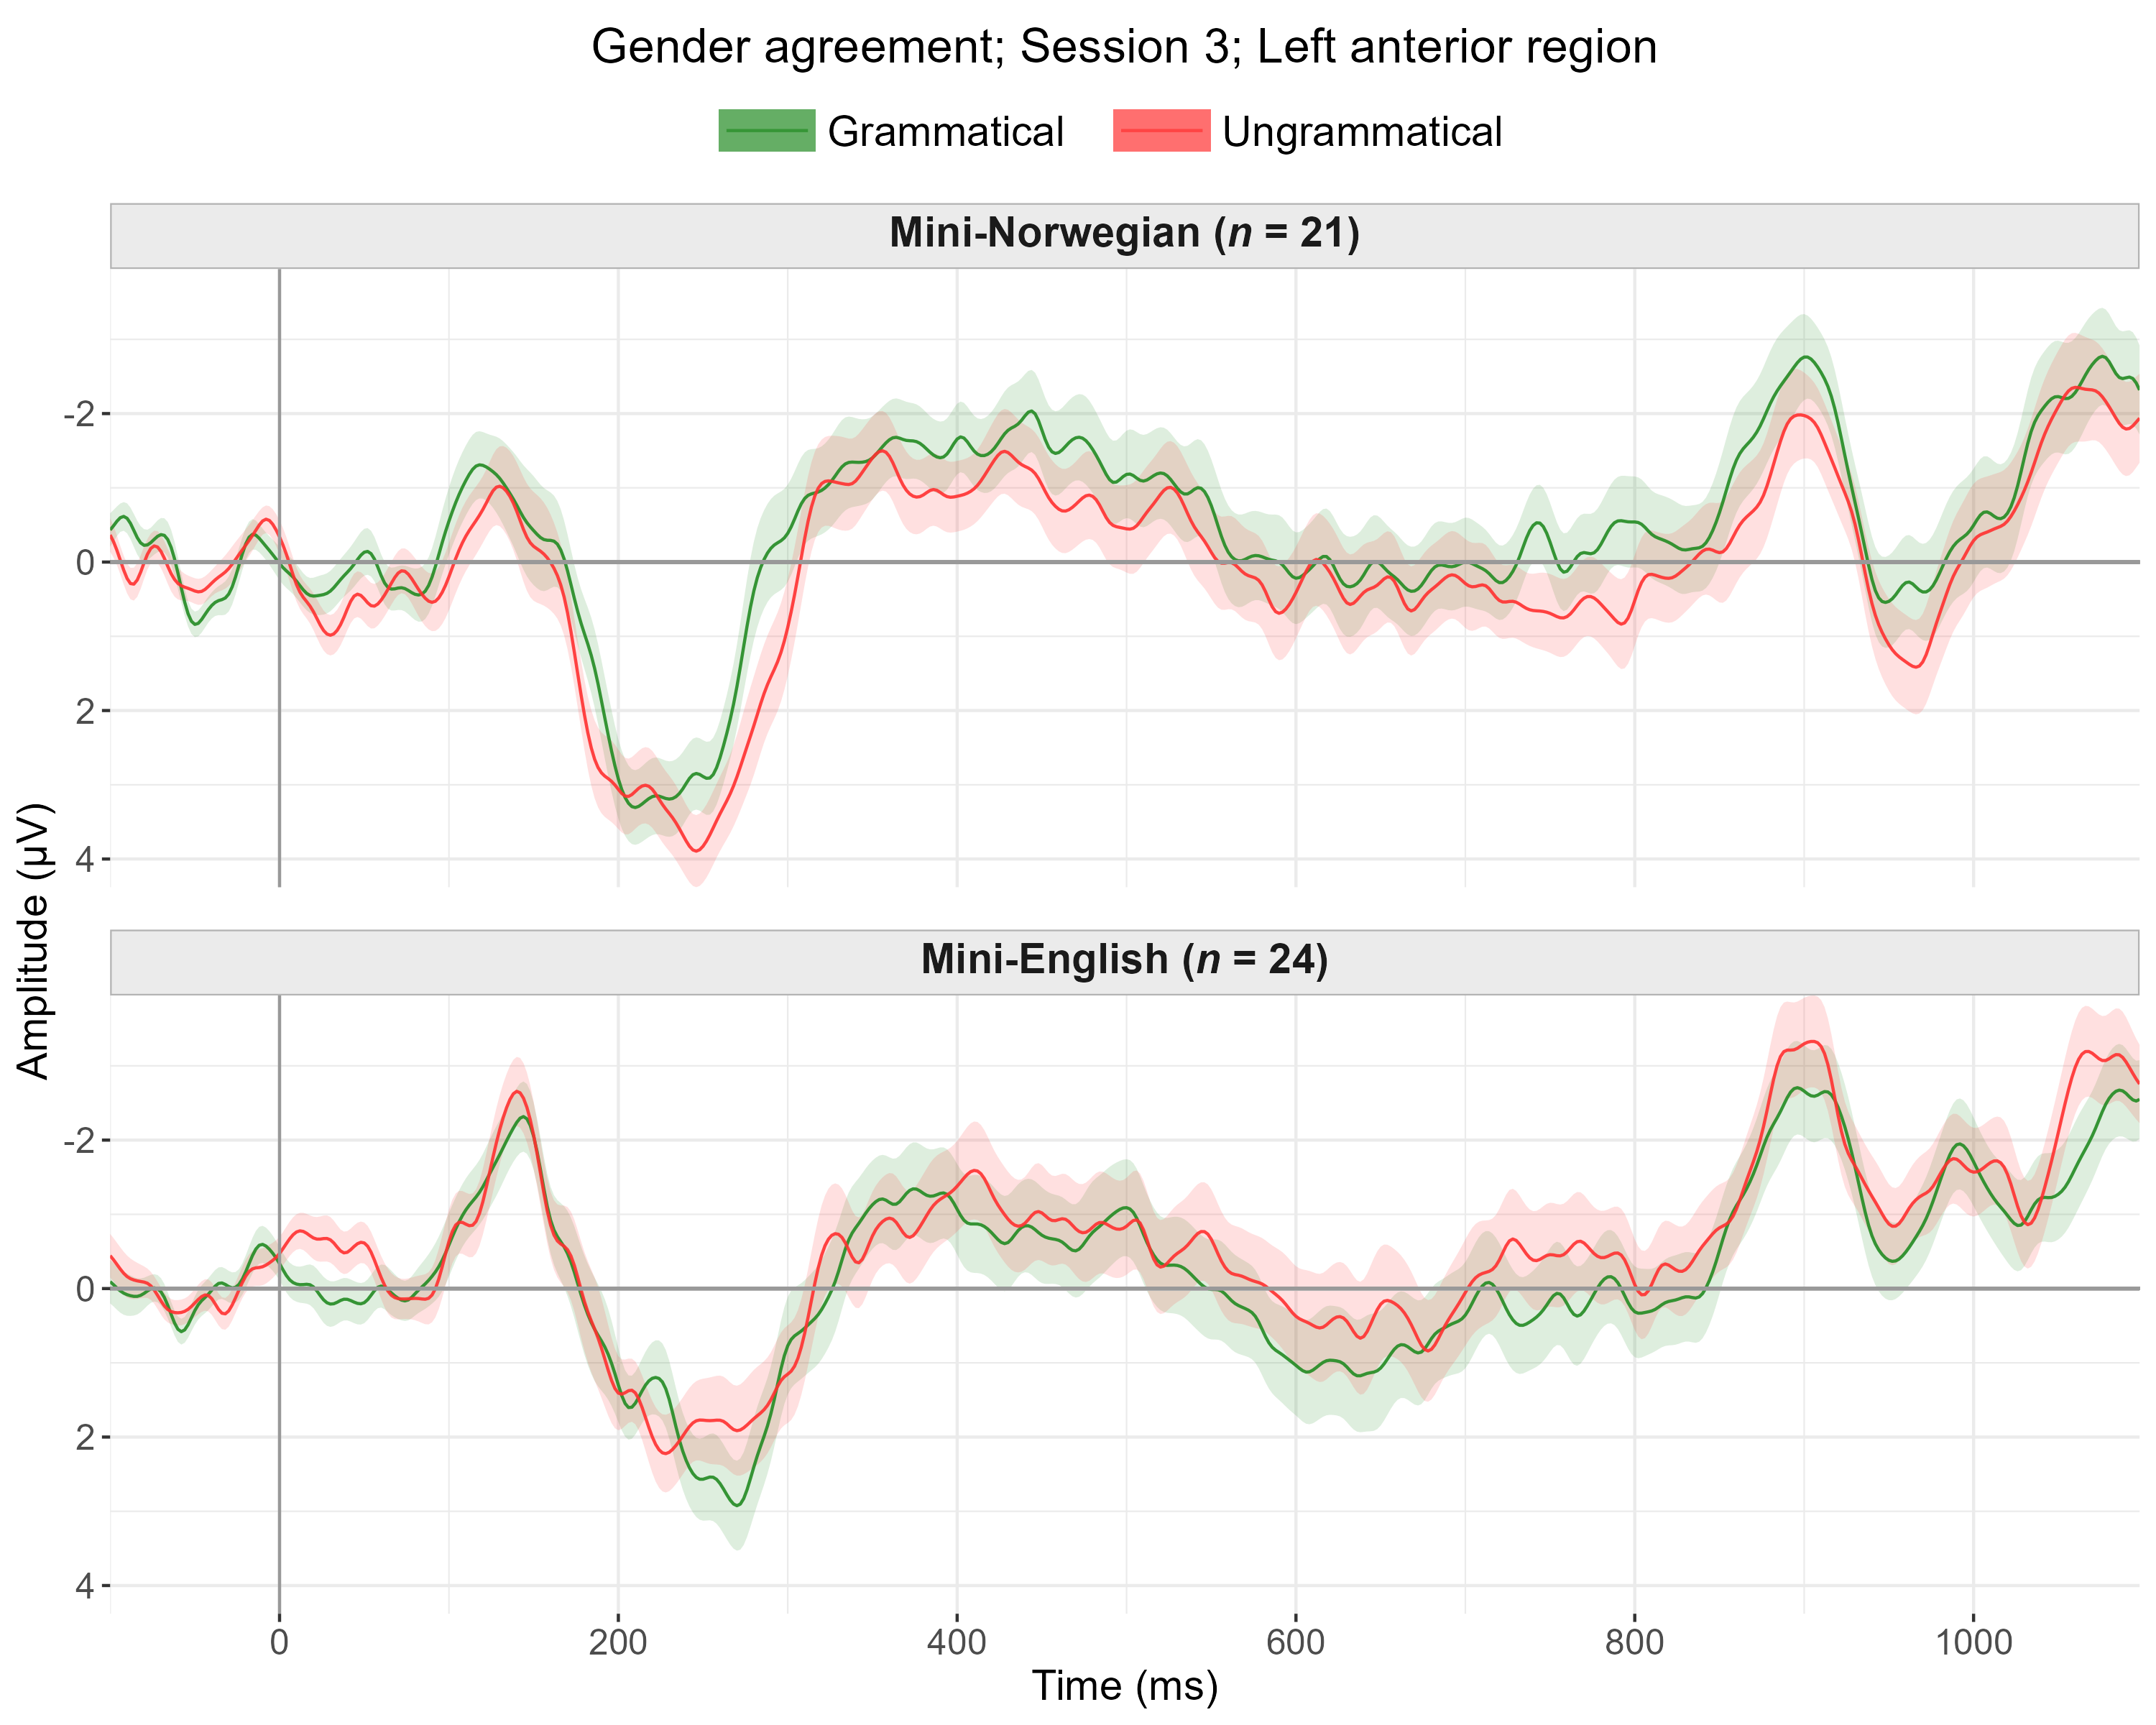 Gender agreement; Session 3; Left anterior region
Grammatical Ungrammatical
Mini-Norwegian (n = 21)
-2
0
2
4
Amplitude (µV)
Mini-English (n = 24)
-2
0
2
4
0 200 400 600 800 1000
Time (ms)